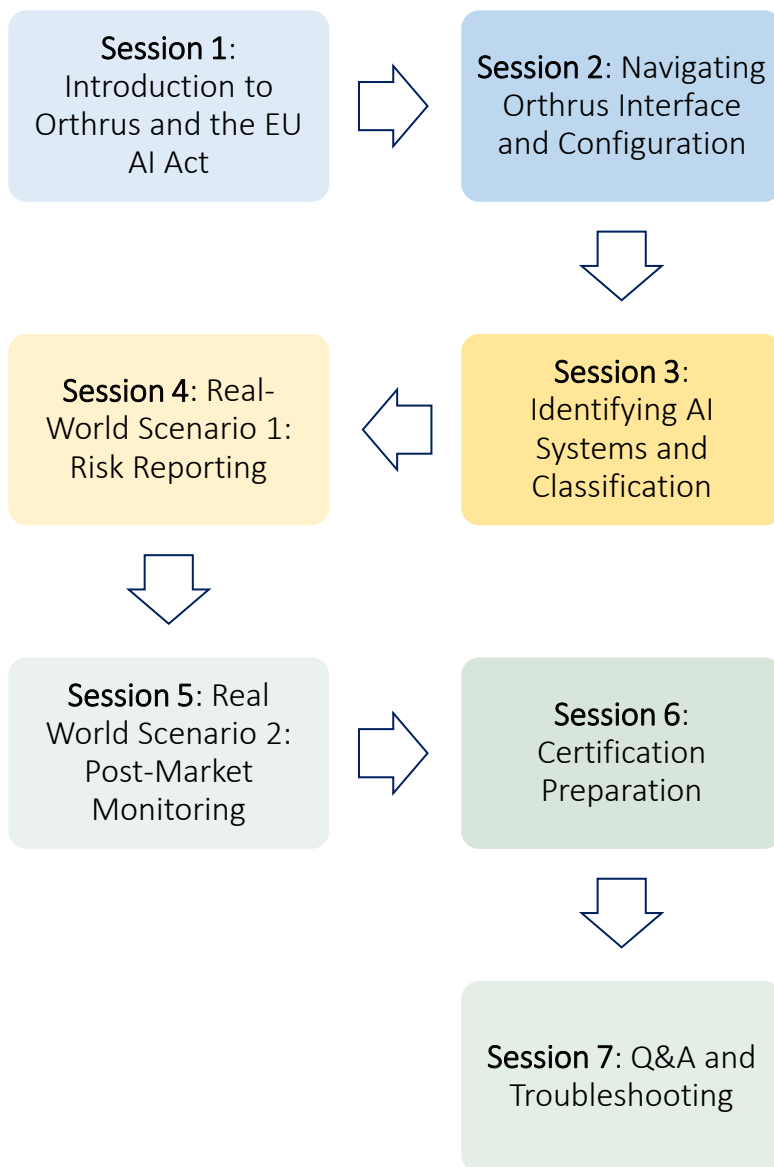 Session 1:
Introduction to
Orthrus and the EU
AI Act
Session 2: Navigating
Orthrus Interface
and Configuration
Session 3:
Identifying AI
Systems and
Classification
Session 4: Real-
World Scenario 1:
Risk Reporting
Session 5: Real
World Scenario 2:
Post-Market
Monitoring
Session 6:
Certification
Preparation
Session 7: Q&A and
Troubleshooting